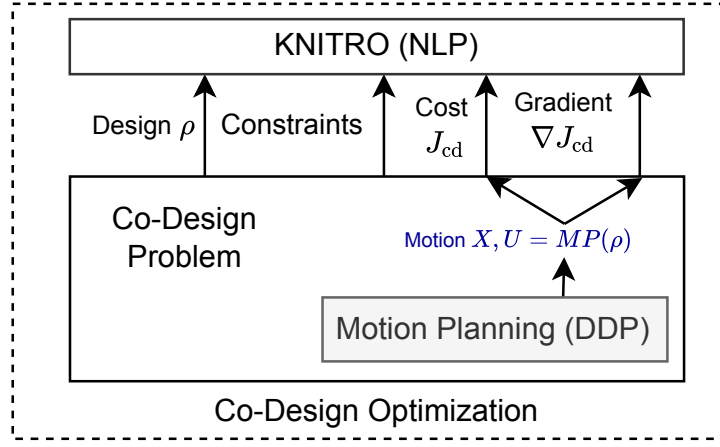 KNITRO (NLP)
Design ρ
Constraints
Cost
J_cd
Gradient
∇J_cd
Co-Design
Problem
Motion X, U = MP(ρ)
Motion Planning (DDP)
Co-Design Optimization